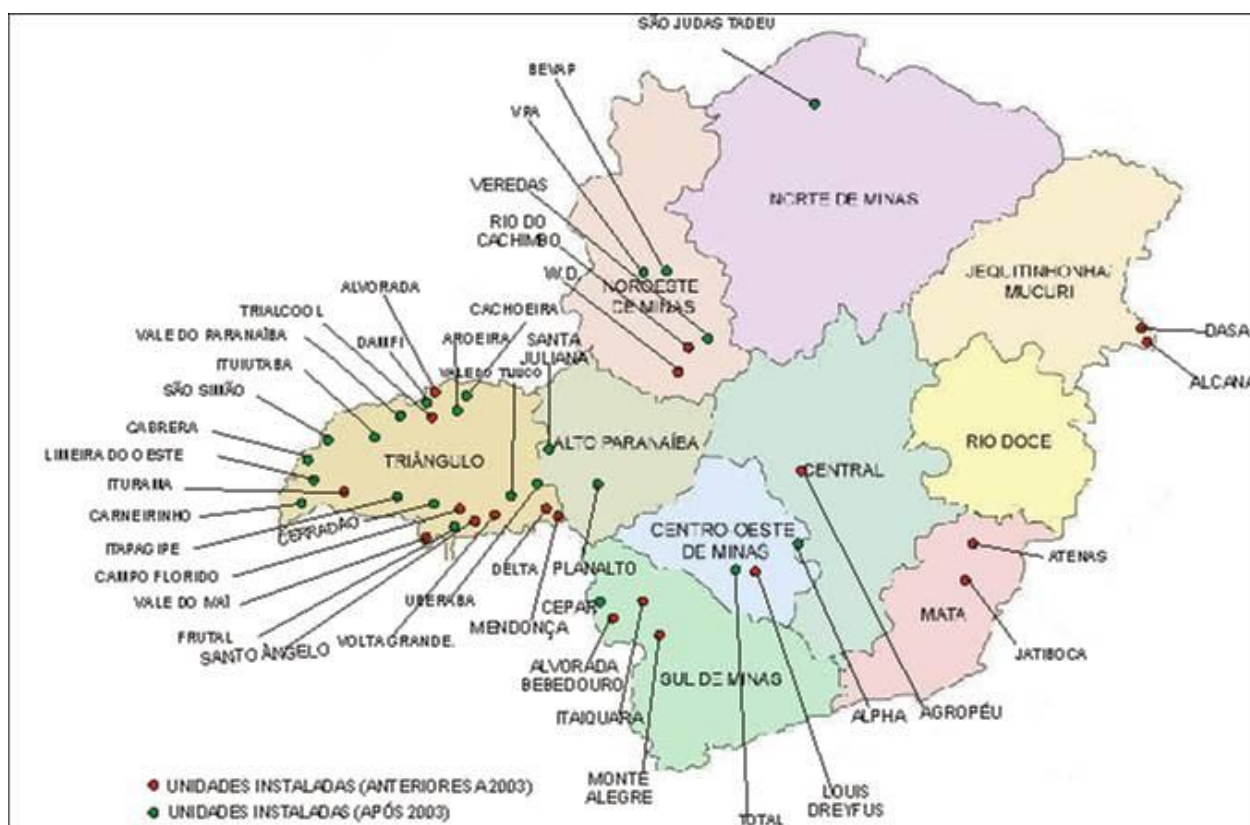 SÃO JUDAS TADEU
BEVAP
VPA
VEREDAS
RIO DO
CACHIMBO
W.D.
NORTE DE MINAS
NOROESTE
DE MINAS
JEQUITINHONHA/
MUCURI
DASA
ALCANA
ALVORADA
CACHOEIRA
TRIALCOOL
VALE DO PARANAÍBA
DAMFI
AROEIRA
SANTA
JULIANA
ITUIUTABA
VALE DO TIJUCO
SÃO SIMÃO
CABRERA
LIMEIRA DO OESTE
ITURAMA
CARNEIRINHO
TRIÂNGULO
ALTO PARANAÍBA
CENTRAL
RIO DOCE
CERRADÃO
ITAPAGIPE
CAMPO FLORIDO
CENTRO-OESTE
DE MINAS
ATENAS
DELTA
PLANALTO
UBERABA
CEPAR
MENDONÇA
MATA
FRUTAL
SANTO ÂNGELO
VOLTA GRANDE.
JATIBOCA
ALVORADA
BEBEDOURO
SUL DE MINAS
ITAIQUARA
ALPHA
AGROPÉU
MONTE
ALEGRE
LOUIS
DREYFUS
TOTAL
UNIDADES INSTALADAS (ANTERIORES A 2003)
UNIDADES INSTALADAS (APÓS 2003)